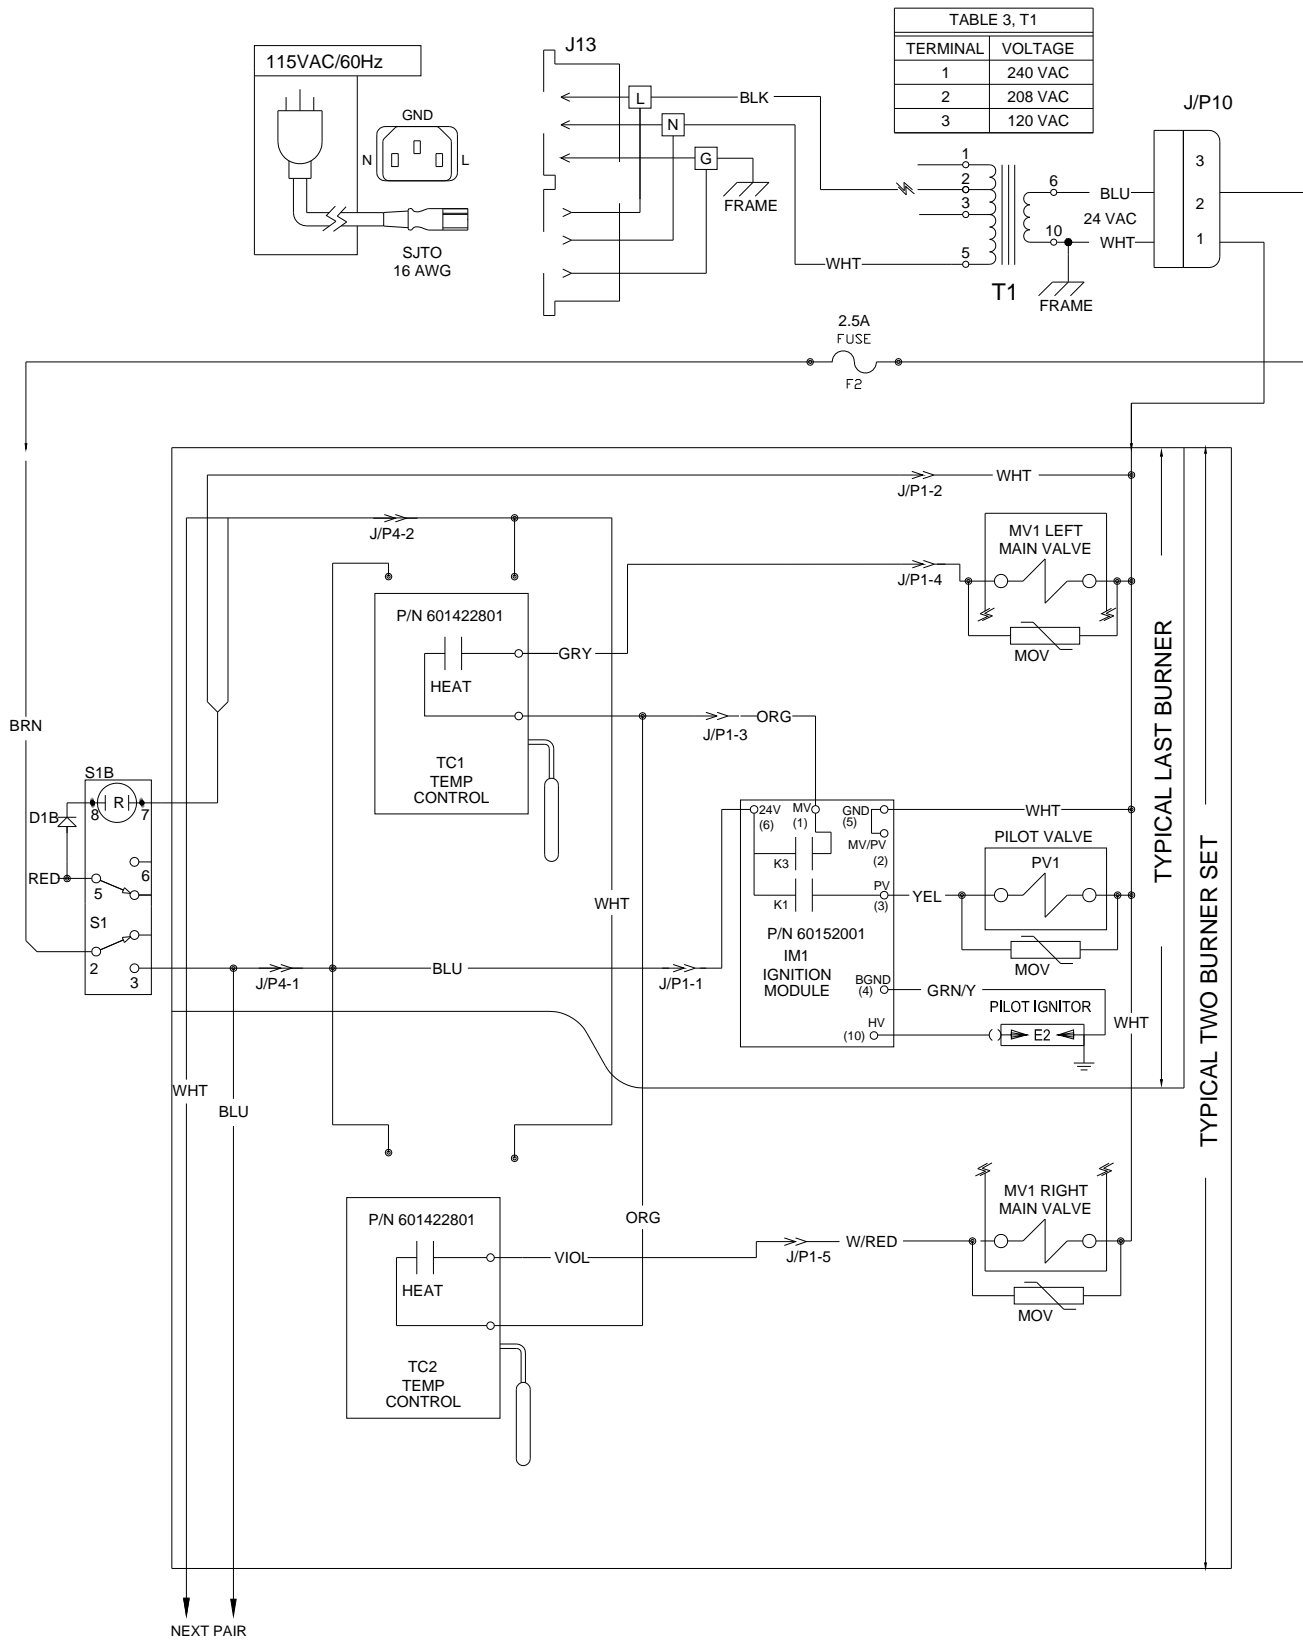 TABLE 3, T1
TERMINAL VOLTAGE
1 240 VAC
2 208 VAC
3 120 VAC
115VAC/60Hz
GND
N
L
SJTO
16 AWG
J13
L
N
G
BLK
FRAME
WHT
1
2
3
5
6
10
T1
BLU
24 VAC
WHT
FRAME
J/P10
3
2
1
2.5A
FUSE
F2
WHT
J/P1-2
J/P4-2
MV1 LEFT
MAIN VALVE
J/P1-4
MOV
P/N 601422801
HEAT
GRY
TC1
TEMP
CONTROL
J/P1-3
ORG
BRN
S1B
R
8
7
D1B
6
RED
5
S1
2
3
24V
(6)
MV
(1)
GND
(5)
MV/PV
(2)
K3
K1
PV
(3)
P/N 60152001
IM1
IGNITION
MODULE
BGND
(4)
HV
(10)
WHT
PILOT VALVE
PV1
YEL
MOV
GRN/Y
PILOT IGNITOR
E2
WHT
WHT
J/P4-1
BLU
J/P1-1
TYPICAL LAST BURNER
TYPICAL TWO BURNER SET
WHT
BLU
ORG
P/N 601422801
HEAT
VIOL
TC2
TEMP
CONTROL
J/P1-5
W/RED
MV1 RIGHT
MAIN VALVE
MOV
NEXT PAIR